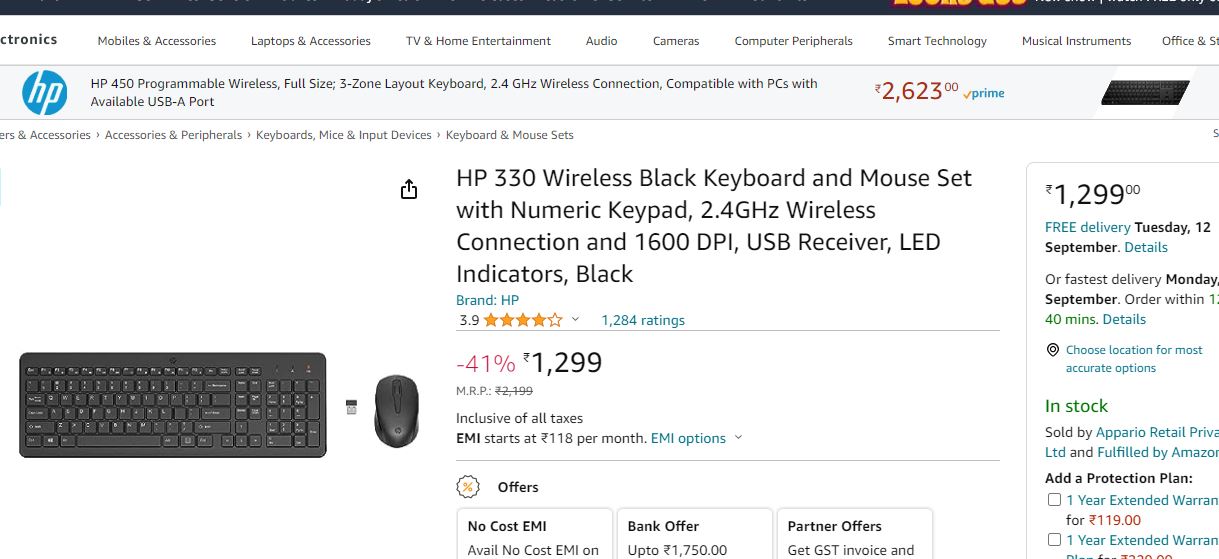 ctronics
Mobiles & Accessories
Laptops & Accessories
TV & Home Entertainment
Audio
Cameras
Computer Peripherals
Smart Technology
Musical Instruments
Office & St
hp
HP 450 Programmable Wireless, Full Size; 3-Zone Layout Keyboard, 2.4 GHz Wireless Connection, Compatible with PCs with
Available USB-A Port
₹2,62300 prime
ers & Accessories › Accessories & Peripherals › Keyboards, Mice & Input Devices › Keyboard & Mouse Sets
HP 330 Wireless Black Keyboard and Mouse Set
with Numeric Keypad, 2.4GHz Wireless
Connection and 1600 DPI, USB Receiver, LED
Indicators, Black
Brand: HP
3.9 1,284 ratings
-41% ₹1,299
M.R.P.: ₹2,199
Inclusive of all taxes
EMI starts at ₹118 per month. EMI options
% Offers
No Cost EMI
Avail No Cost EMI on
Bank Offer
Upto ₹1,750.00
Partner Offers
Get GST invoice and
₹1,29900
FREE delivery Tuesday, 12
September. Details
Or fastest delivery Monday,
September. Order within 12
40 mins. Details
Choose location for most
accurate options
In stock
Sold by Appario Retail Priva
Ltd and Fulfilled by Amazon
Add a Protection Plan:
1 Year Extended Warran
for ₹119.00
1 Year Extended Warran